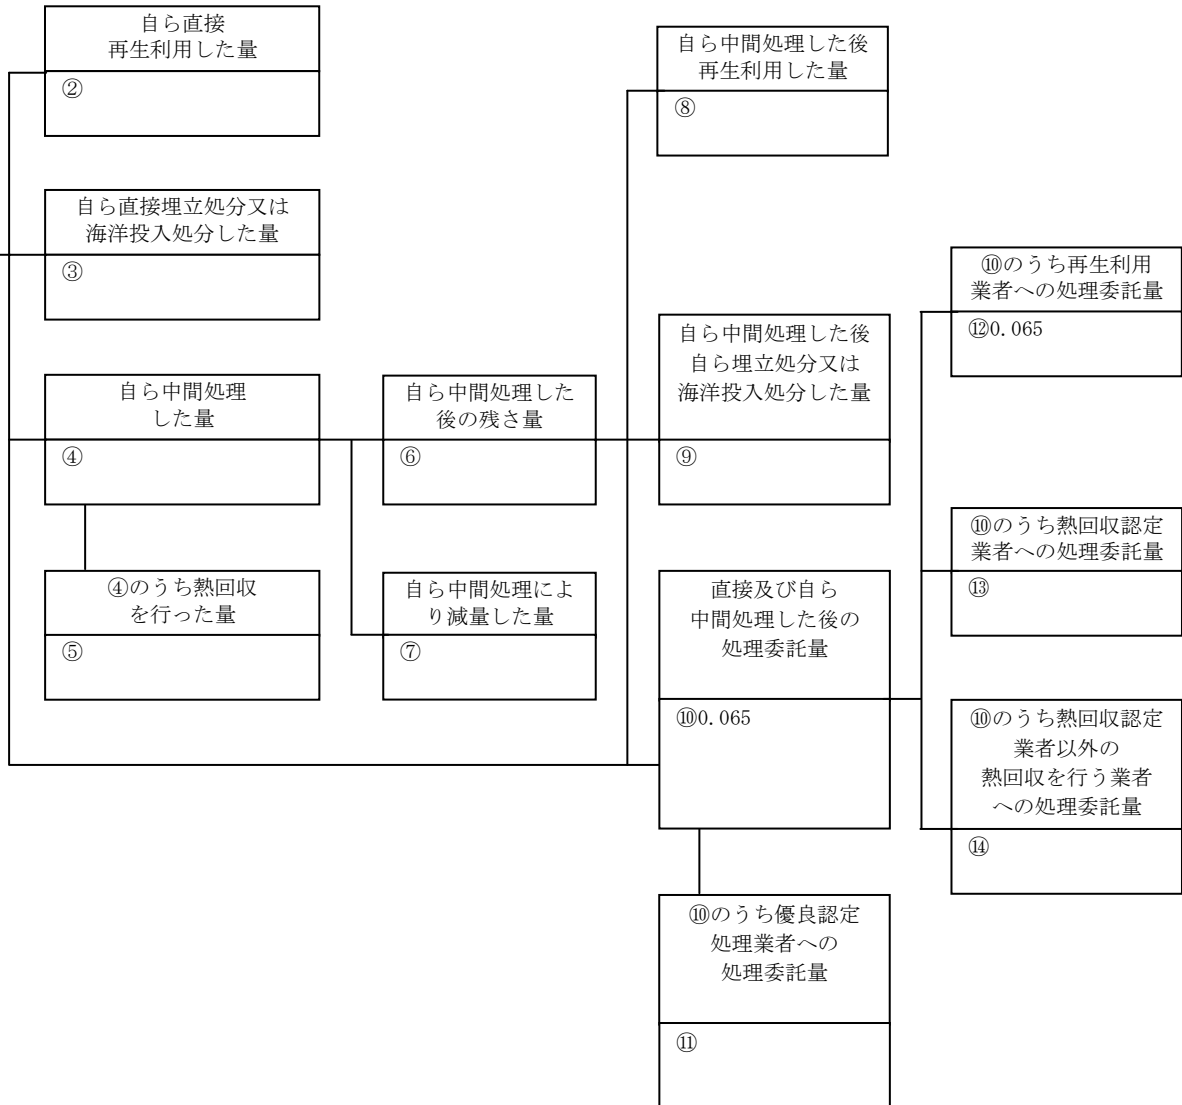 自ら直接
再生利用した量
②
自ら直接埋立処分又は
海洋投入処分した量
③
自ら中間処理
した量
④
④のうち熱回収
を行った量
⑤
自ら中間処理した
後の残さ量
⑥
自ら中間処理によ
り減量した量
⑦
自ら中間処理した後
再生利用した量
⑧
自ら中間処理した後
自ら埋立処分又は
海洋投入処分した量
⑨
直接及び自ら
中間処理した後の
処理委託量
⑩0.065
⑩のうち優良認定
処理業者への
処理委託量
⑪
⑩のうち再生利用
業者への処理委託量
⑫0.065
⑩のうち熱回収認定
業者への処理委託量
⑬
⑩のうち熱回収認定
業者以外の
熱回収を行う業者
への処理委託量
⑭